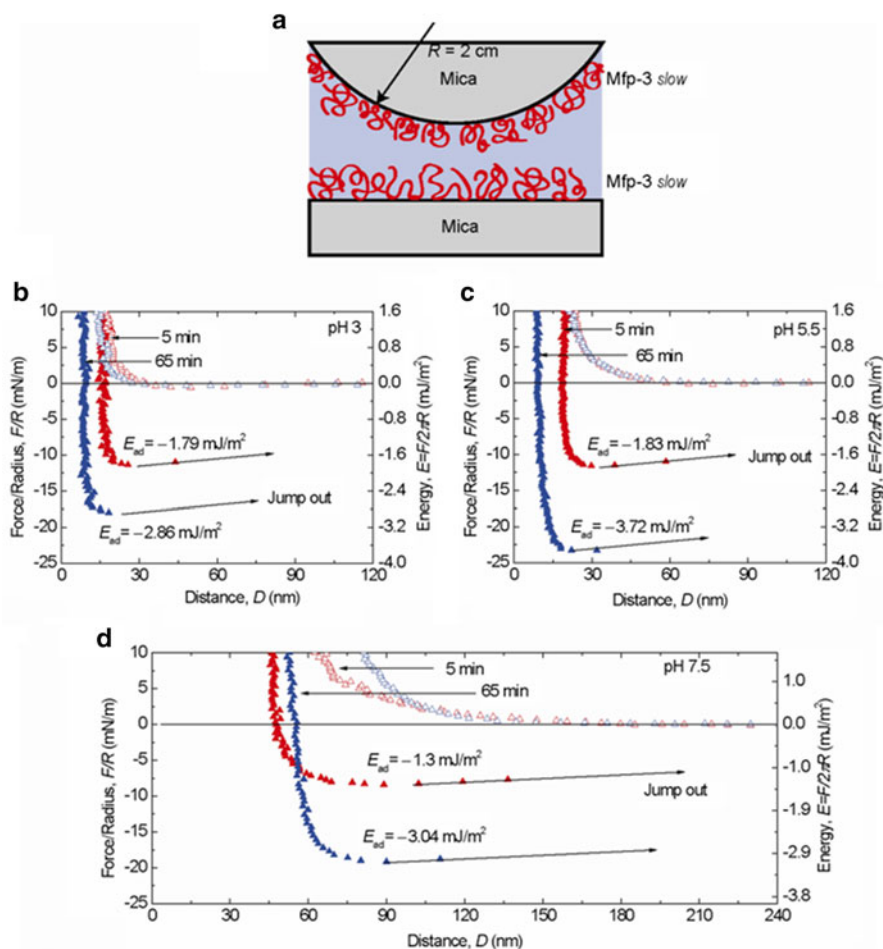 a
R = 2 cm
Mica
Mfp-3 slow
Mfp-3 slow
Mica
b
pH 3
5 min
65 min
Ead= −1.79 mJ/m²
Jump out
Ead= −2.86 mJ/m²
Force/Radius, F/R (mN/m)
10
5
0
-5
-10
-15
-20
-25
0
30
60
90
120
Distance, D (nm)
1.6
0.8
0.0
-0.8
-1.6
-2.4
-3.2
-4.0
Energy, E=F/2πR (mJ/m²)
c
pH 5.5
5 min
65 min
Ead= −1.83 mJ/m²
Jump out
Ead= −3.72 mJ/m²
Force/Radius, F/R (mN/m)
10
5
0
-5
-10
-15
-20
-25
0
30
60
90
120
Distance, D (nm)
1.6
0.8
0.0
-0.8
-1.6
-2.4
-3.2
-4.0
Energy, E=F/2πR (mJ/m²)
d
pH 7.5
5 min
65 min
Ead= −1.3 mJ/m²
Jump out
Ead= −3.04 mJ/m²
Force/Radius, F/R (mN/m)
10
5
0
-5
-10
-15
-20
-25
0
30
60
90
120
150
180
210
240
Distance, D (nm)
1.0
0.0
-1.0
-1.9
-2.9
-3.8
Energy, E=F/2πR (mJ/m²)